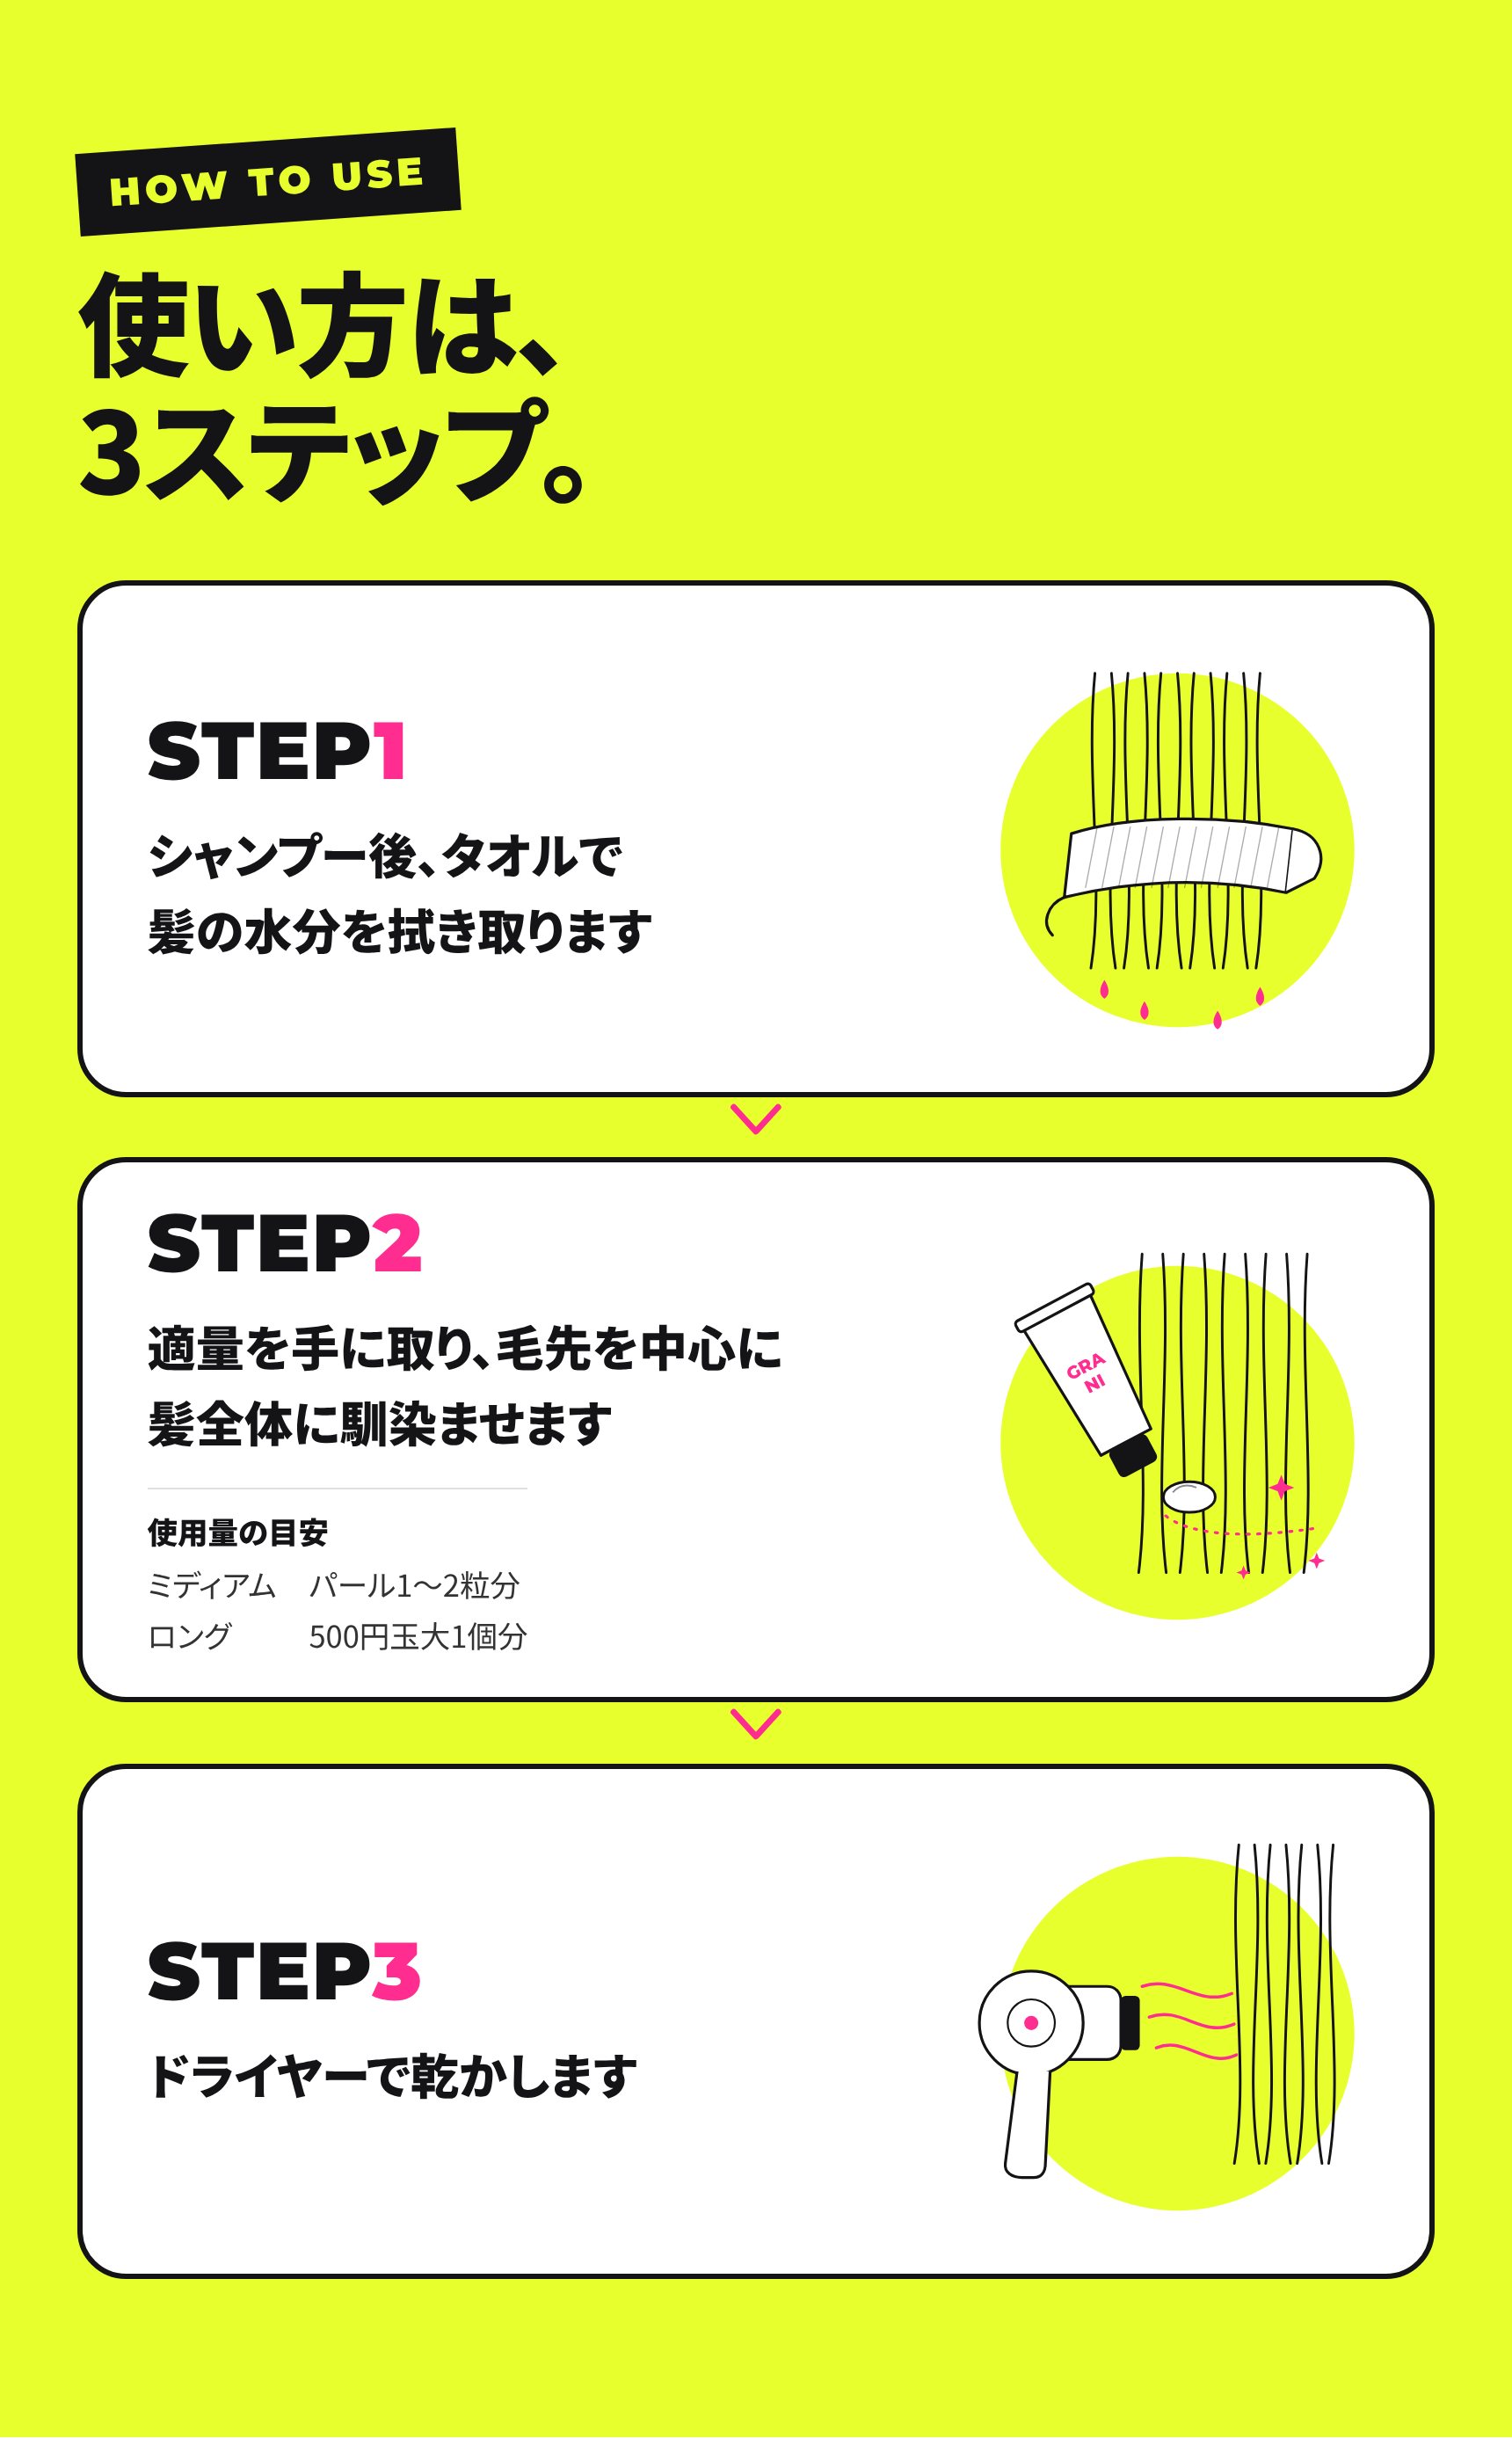 HOW TO USE
使い方は、
3ステップ。
STEP1
シャンプー後、タオルで
髪の水分を拭き取ります
STEP2
適量を手に取り、毛先を中心に
髪全体に馴染ませます
使用量の目安
ミディアム パール1〜2粒分
ロング 500円玉大1個分
GRA
NI
STEP3
ドライヤーで乾かします